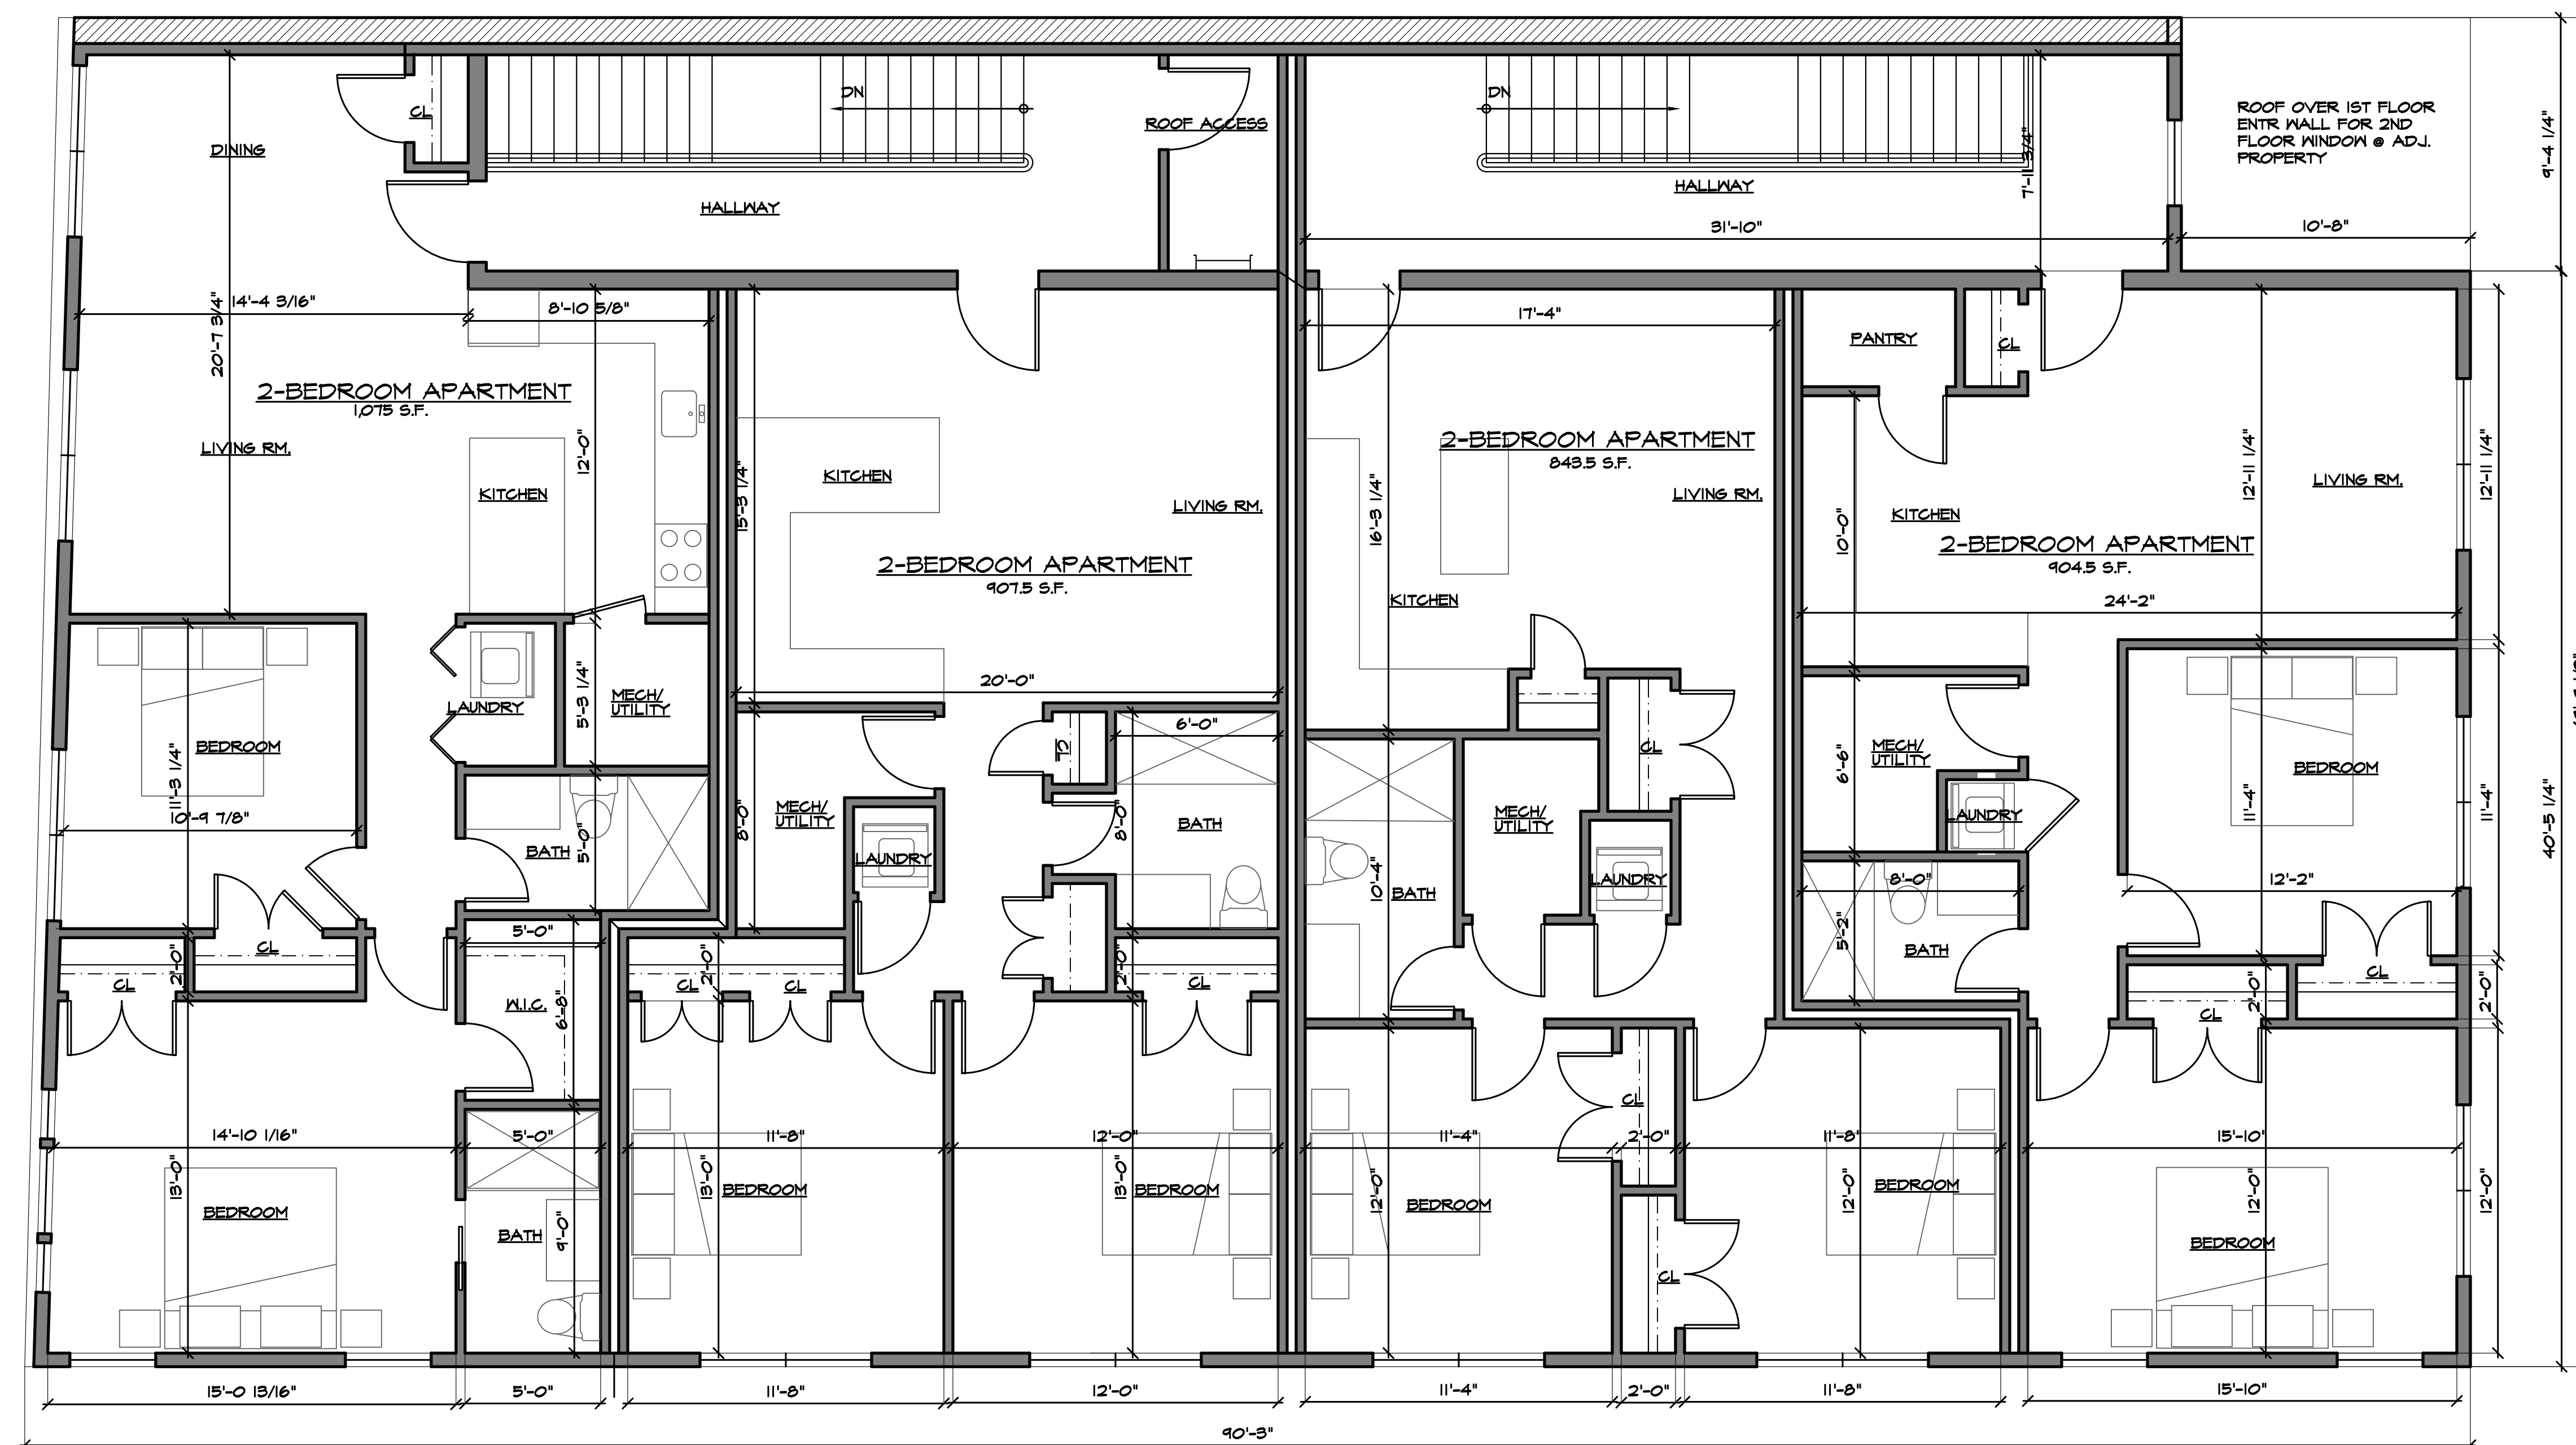 DN
DN
CL
ROOF ACCESS
ROOF OVER 1ST FLOOR
ENTR WALL FOR 2ND
FLOOR WINDOW @ ADJ.
PROPERTY
9'-4 1/4"
DINING
7'-11 3/4"
HALLWAY
HALLWAY
31'-10"
10'-8"
14'-4 3/16"
20'-7 3/4"
8'-10 5/8"
17'-4"
PANTRY
CL
2-BEDROOM APARTMENT
1,075 S.F.
LIVING RM.
12'-0"
KITCHEN
15'-3 1/4"
KITCHEN
LIVING RM.
2-BEDROOM APARTMENT
907.5 S.F.
2-BEDROOM APARTMENT
843.5 S.F.
16'-3 1/4"
LIVING RM.
KITCHEN
10'-0"
KITCHEN
12'-11 1/4"
LIVING RM.
12'-11 1/4"
2-BEDROOM APARTMENT
904.5 S.F.
24'-2"
20'-0"
LAUNDRY
5'-3 1/4"
MECH/
UTILITY
6'-0"
BEDROOM
11'-3 1/4"
10'-9 7/8"
CL
CL
6'-6"
MECH/
UTILITY
BEDROOM
11'-4"
11'-4"
40'-5 1/4"
8'-0"
MECH/
UTILITY
LAUNDRY
8'-0"
BATH
MECH/
UTILITY
LAUNDRY
LAUNDRY
BATH
5'-0"
10'-4"
BATH
8'-0"
12'-2"
5'-2"
BATH
5'-0"
CL
2'-0"
CL
W.I.C.
6'-8"
CL
2'-0"
CL
2'-0"
CL
CL
2'-0"
CL
2'-0"
CL
14'-10 1/16"
5'-0"
11'-8"
12'-0"
11'-4"
2'-0"
11'-8"
15'-10"
13'-0"
BEDROOM
BATH
9'-0"
13'-0"
BEDROOM
13'-0"
BEDROOM
12'-0"
BEDROOM
CL
12'-0"
BEDROOM
12'-0"
BEDROOM
12'-0"
15'-0 13/16"
5'-0"
11'-8"
12'-0"
11'-4"
2'-0"
11'-8"
15'-10"
90'-3"